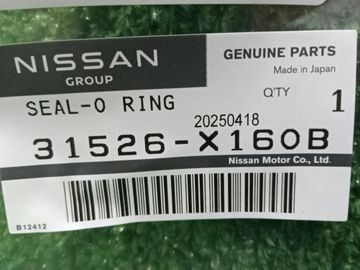 NISSAN
GROUP
GENUINE PARTS
Made in Japan
SEAL-O RING
Q'TY
1
20250418
31526-X160B
Nissan Motor Co., Ltd.
B12412